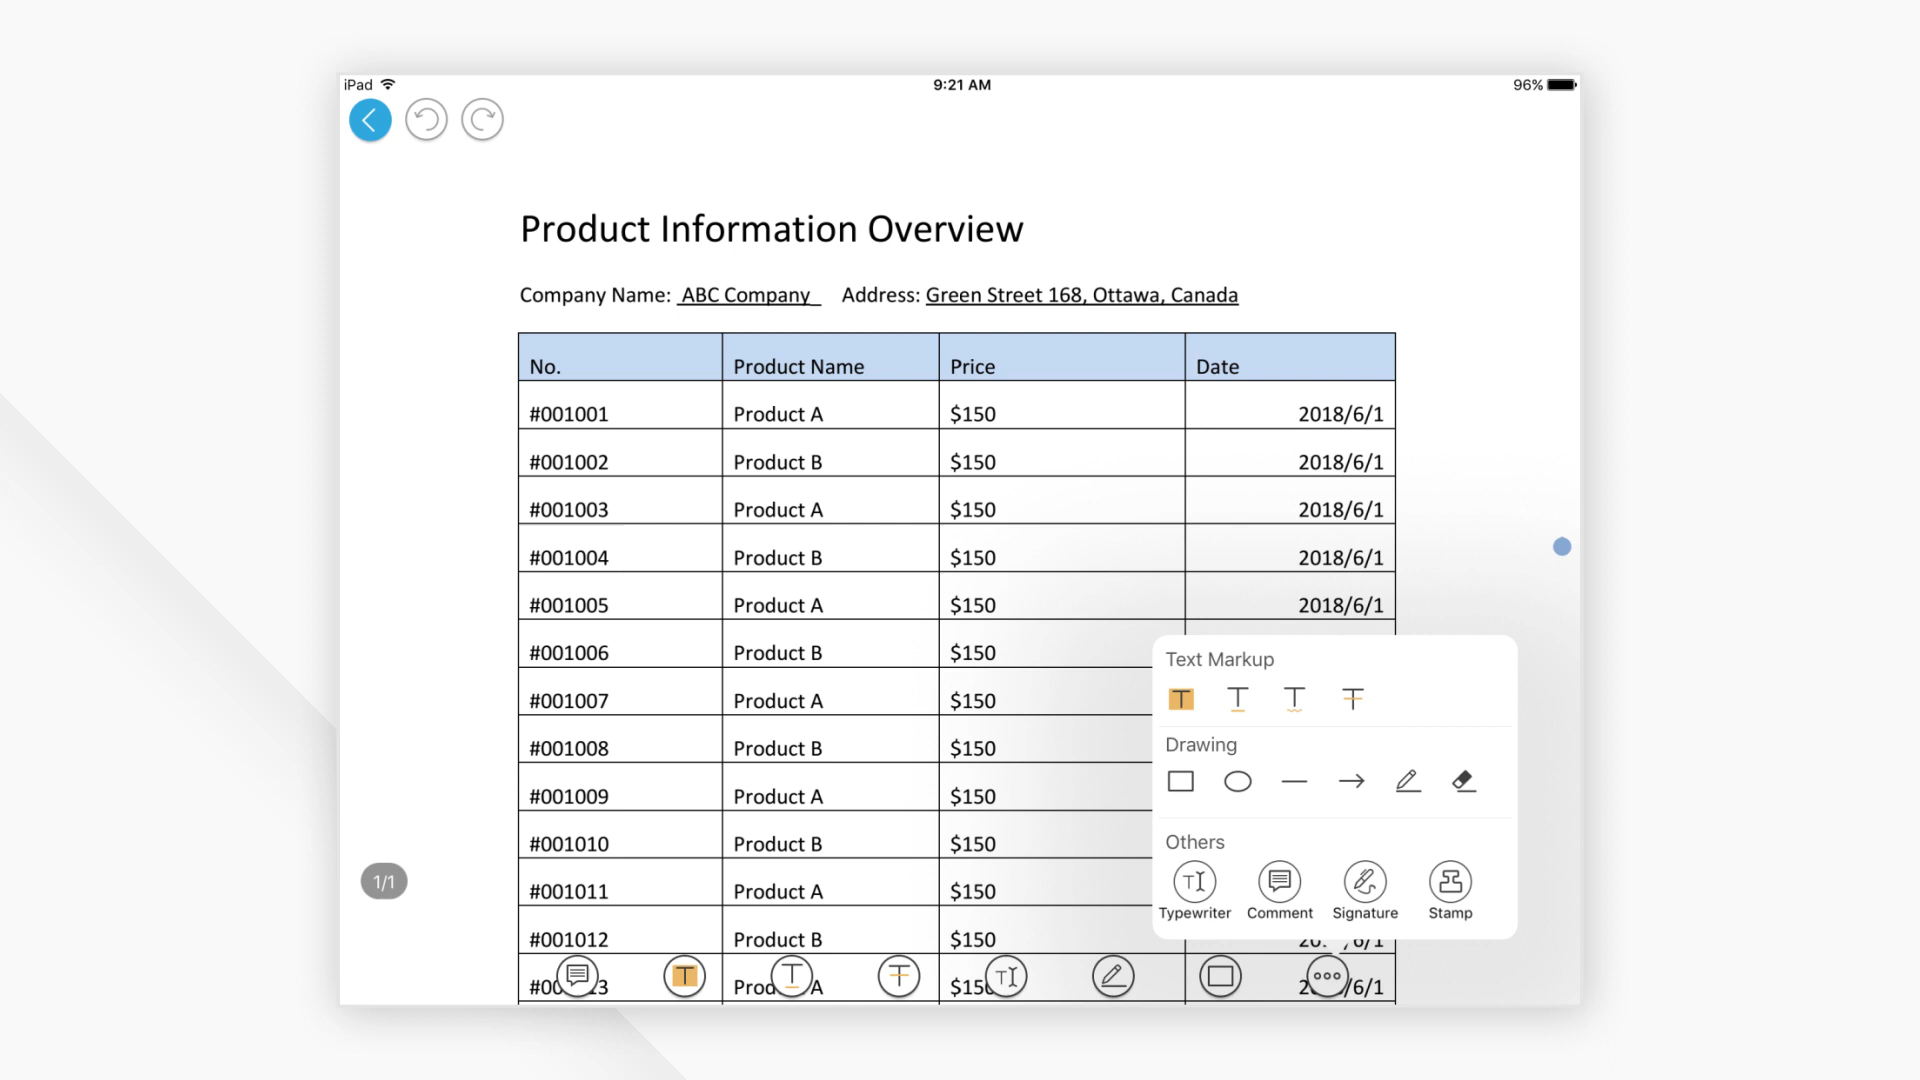 iPad 9:21 AM 96%
Product Information Overview
Company Name: ABC Company Address: Green Street 168, Ottawa, Canada
No. Product Name Price Date
#001001 Product A $150 2018/6/1
#001002 Product B $150 2018/6/1
#001003 Product A $150 2018/6/1
#001004 Product B $150 2018/6/1
#001005 Product A $150 2018/6/1
#001006 Product B $150
#001007 Product A $150
#001008 Product B $150
#001009 Product A $150
#001010 Product B $150
#001011 Product A $150
#001012 Product B $150
A
Text Markup
T T T T
Drawing
Others
Typewriter Comment Signature Stamp
1/1
T T T T